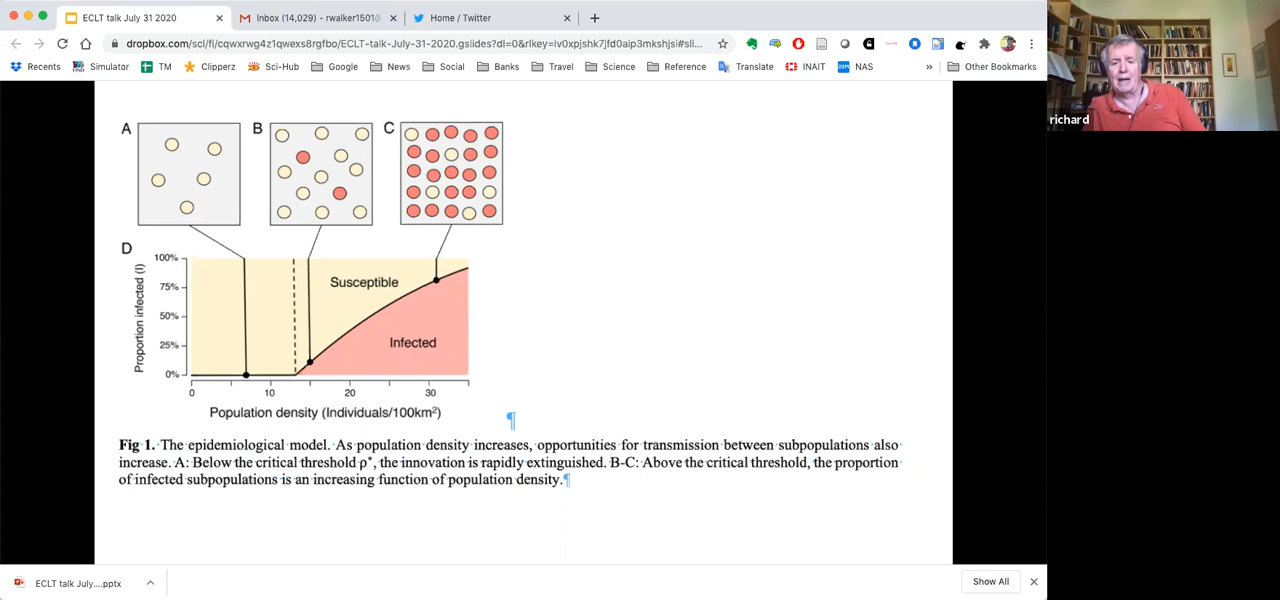 ECLT talk July 31 2020
Inbox (14,029) - rwalker1501@
Home / Twitter
dropbox.com/scl/fi/cqwxrwg4z1qwexs8rgfbo/ECLT-talk-July-31-2020.gslides?dl=0&rlkey=iv0xpjshk7jfd0aip3mkshjsi#sli...
Recents
Simulator
TM
Clipperz
Sci-Hub
Google
News
Social
Banks
Travel
Science
Reference
Translate
INAIT
NAS
»
Other Bookmarks
richard
A
B
C
D
100%
75%
50%
25%
0%
Proportion infected (I)
Susceptible
Infected
0
10
20
30
Population density (Individuals/100km²)
¶
Fig 1. The epidemiological model. As population density increases, opportunities for transmission between subpopulations also
increase. A: Below the critical threshold ρ*, the innovation is rapidly extinguished. B-C: Above the critical threshold, the proportion
of infected subpopulations is an increasing function of population density.¶
ECLT talk July....pptx
Show All